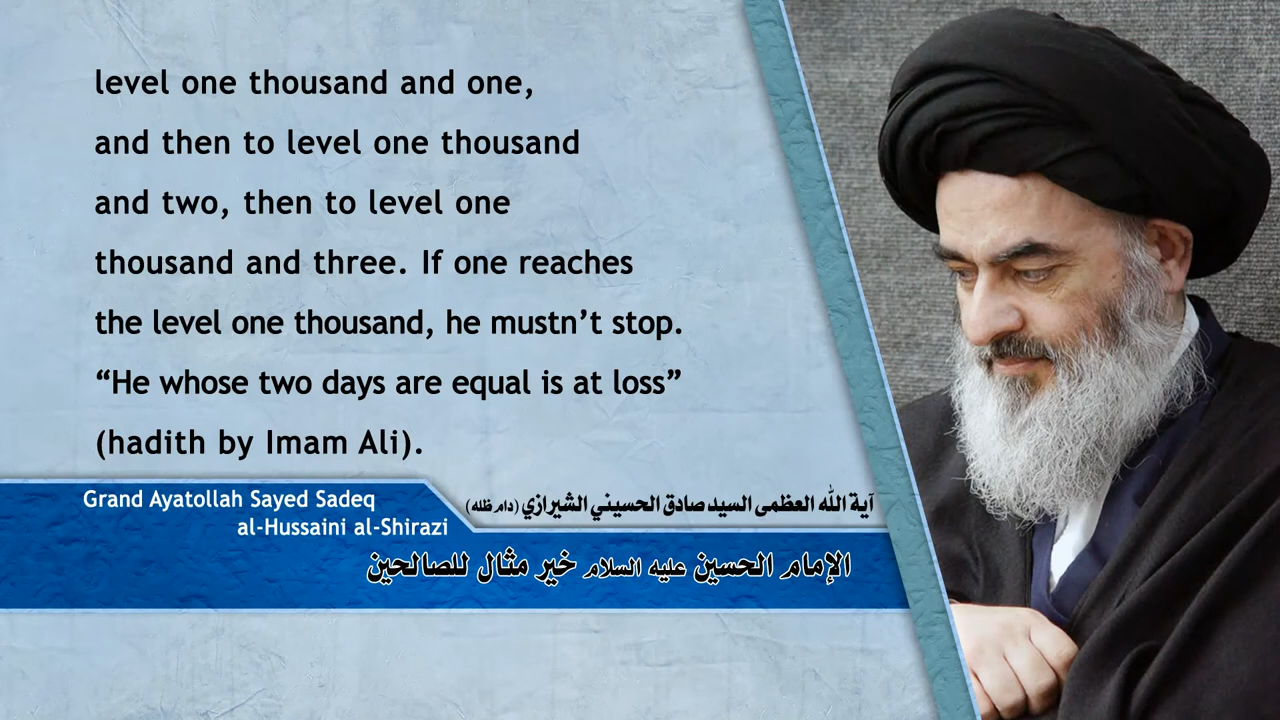 level one thousand and one,
and then to level one thousand
and two, then to level one
thousand and three. If one reaches
the level one thousand, he mustn’t stop.
“He whose two days are equal is at loss”
(hadith by Imam Ali).
Grand Ayatollah Sayed Sadeq
al-Hussaini al-Shirazi
آية الله العظمى السيد صادق الحسيني الشيرازي (دام ظله)
الإمام الحسين عليه السلام خير مثال للصالحين